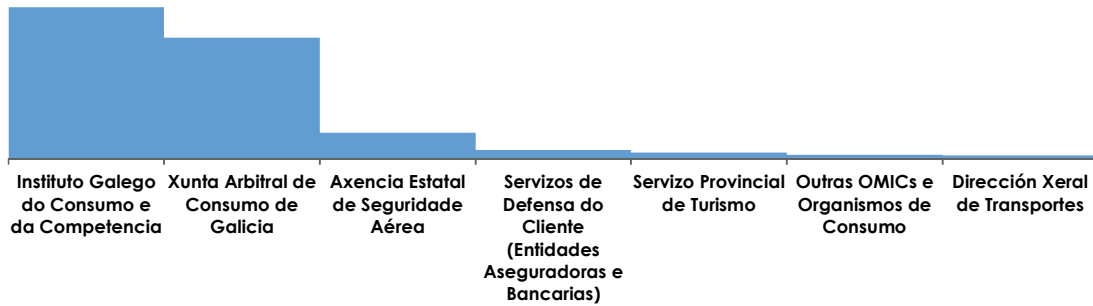 Instituto Galego
do Consumo e
da Competencia
Xunta Arbitral de
Consumo de
Galicia
Axencia Estatal
de Seguridade
Aérea
Servizos de
Defensa do
Cliente
(Entidades
Aseguradoras e
Bancarias)
Servizo Provincial
de Turismo
Outras OMICs e
Organismos de
Consumo
Dirección Xeral
de Transportes